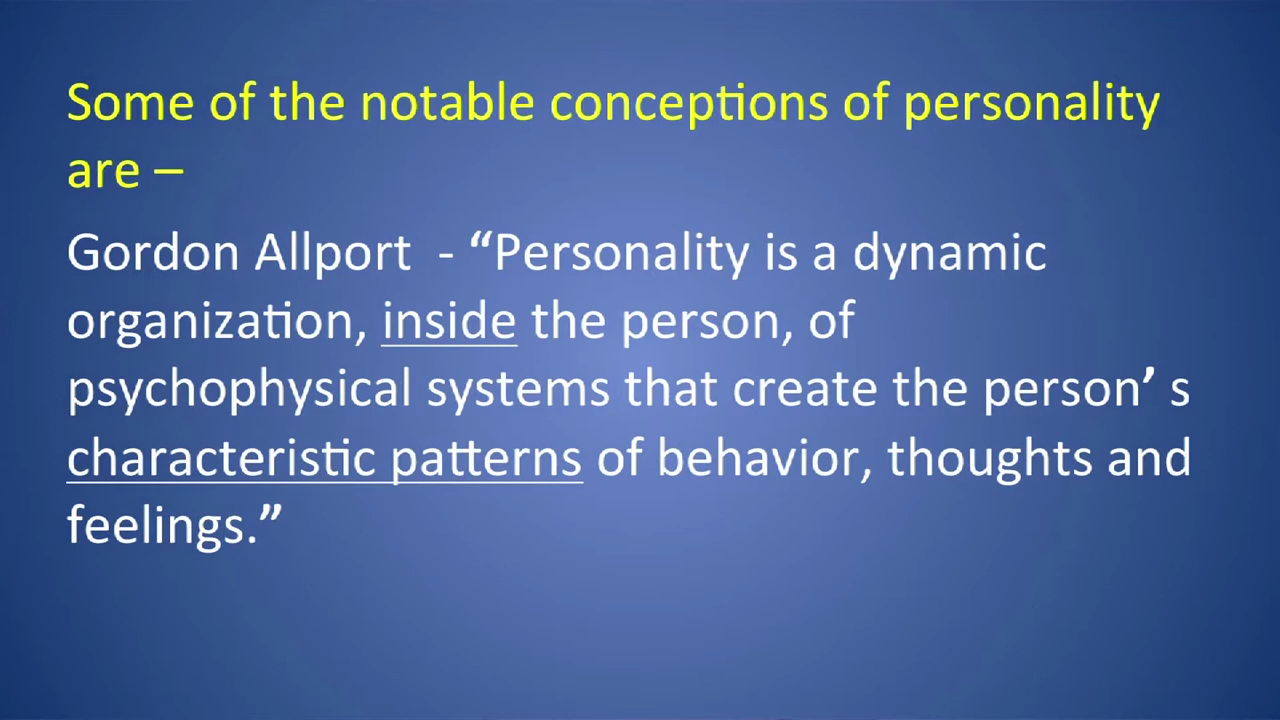 Some of the notable conceptions of personality
are –
Gordon Allport  - “Personality is a dynamic
organization, inside the person, of
psychophysical systems that create the person’ s
characteristic patterns of behavior, thoughts and
feelings.”